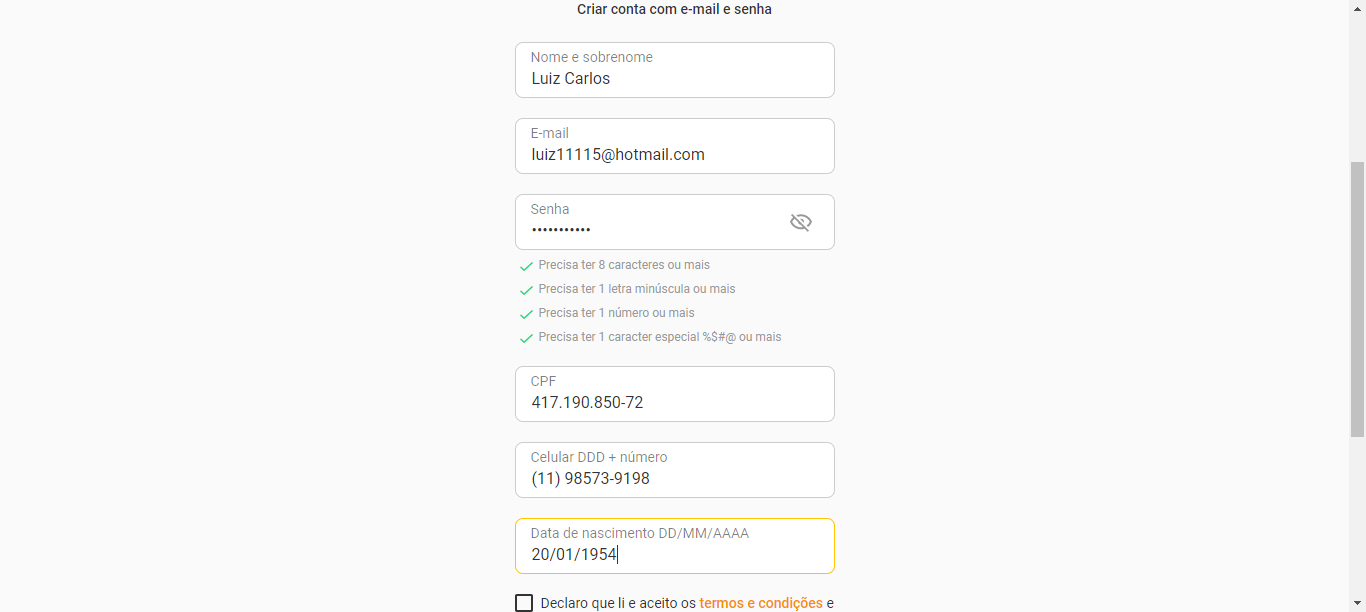 Criar conta com e-mail e senha
Nome e sobrenome
Luiz Carlos
E-mail
luiz11115@hotmail.com
Senha
•••••••••••
Precisa ter 8 caracteres ou mais
Precisa ter 1 letra minúscula ou mais
Precisa ter 1 número ou mais
Precisa ter 1 caracter especial %$#@ ou mais
CPF
417.190.850-72
Celular DDD + número
(11) 98573-9198
Data de nascimento DD/MM/AAAA
20/01/1954
Declaro que li e aceito os termos e condições e